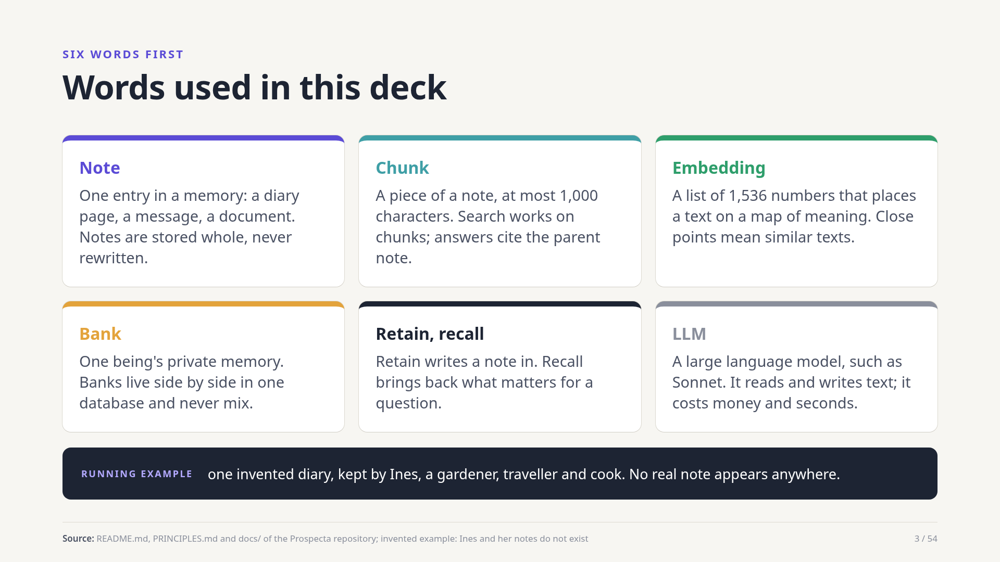 SIX WORDS FIRST
Words used in this deck
Note
One entry in a memory: a diary
page, a message, a document.
Notes are stored whole, never
rewritten.
Chunk
A piece of a note, at most 1,000
characters. Search works on
chunks; answers cite the parent
note.
Embedding
A list of 1,536 numbers that places
a text on a map of meaning. Close
points mean similar texts.
Bank
One being's private memory.
Banks live side by side in one
database and never mix.
Retain, recall
Retain writes a note in. Recall
brings back what matters for a
question.
LLM
A large language model, such as
Sonnet. It reads and writes text; it
costs money and seconds.
RUNNING EXAMPLE one invented diary, kept by Ines, a gardener, traveller and cook. No real note appears anywhere.
Source: README.md, PRINCIPLES.md and docs/ of the Prospecta repository; invented example: Ines and her notes do not exist
3 / 54